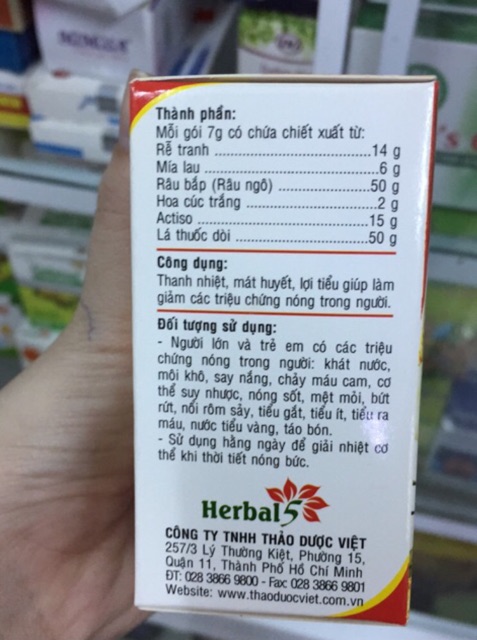 Thành phần:
Mỗi gói 7g có chứa chiết xuất từ:
Rễ tranh ..............................14 g
Mía lau ..................................6 g
Râu bắp (Râu ngô) ................50 g
Hoa cúc trắng .........................2 g
Actiso ...................................15 g
Lá thuốc dòi .........................50 g
Công dụng:
Thanh nhiệt, mát huyết, lợi tiểu giúp làm
giảm các triệu chứng nóng trong người.
Đối tượng sử dụng:
- Người lớn và trẻ em có các triệu
chứng nóng trong người: khát nước,
môi khô, say nắng, chảy máu cam, cơ
thể suy nhược, nóng sốt, mệt mỏi, bứt
rứt, nổi rôm sảy, tiểu gắt, tiểu ít, tiểu ra
máu, nước tiểu vàng, táo bón.
- Sử dụng hằng ngày để giải nhiệt cơ
thể khi thời tiết nóng bức.
Herbal5
CÔNG TY TNHH THẢO DƯỢC VIỆT
257/3 Lý Thường Kiệt, Phường 15,
Quận 11, Thành Phố Hồ Chí Minh
ĐT: 028 3866 9800 - Fax: 028 3866 9801
Website: www.thaoduocviet.com.vn